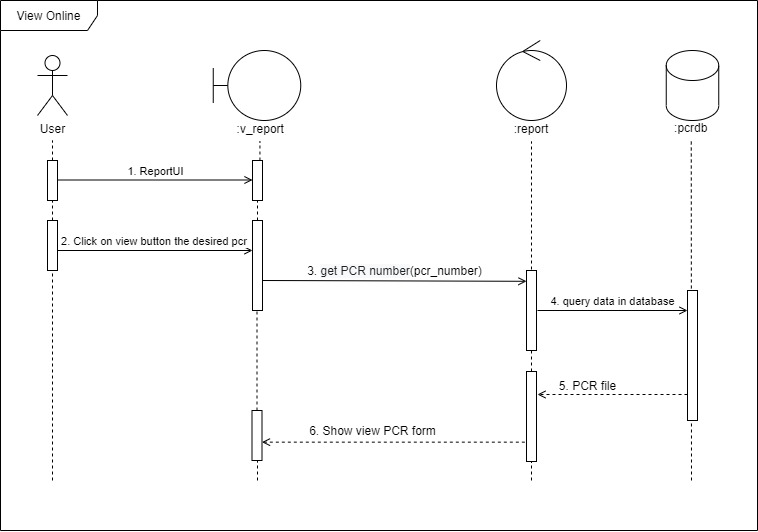 View Online
User
:v_report
:report
:pcrdb
1. ReportUI
2. Click on view button the desired pcr
3. get PCR number(pcr_number)
4. query data in database
5. PCR file
6. Show view PCR form